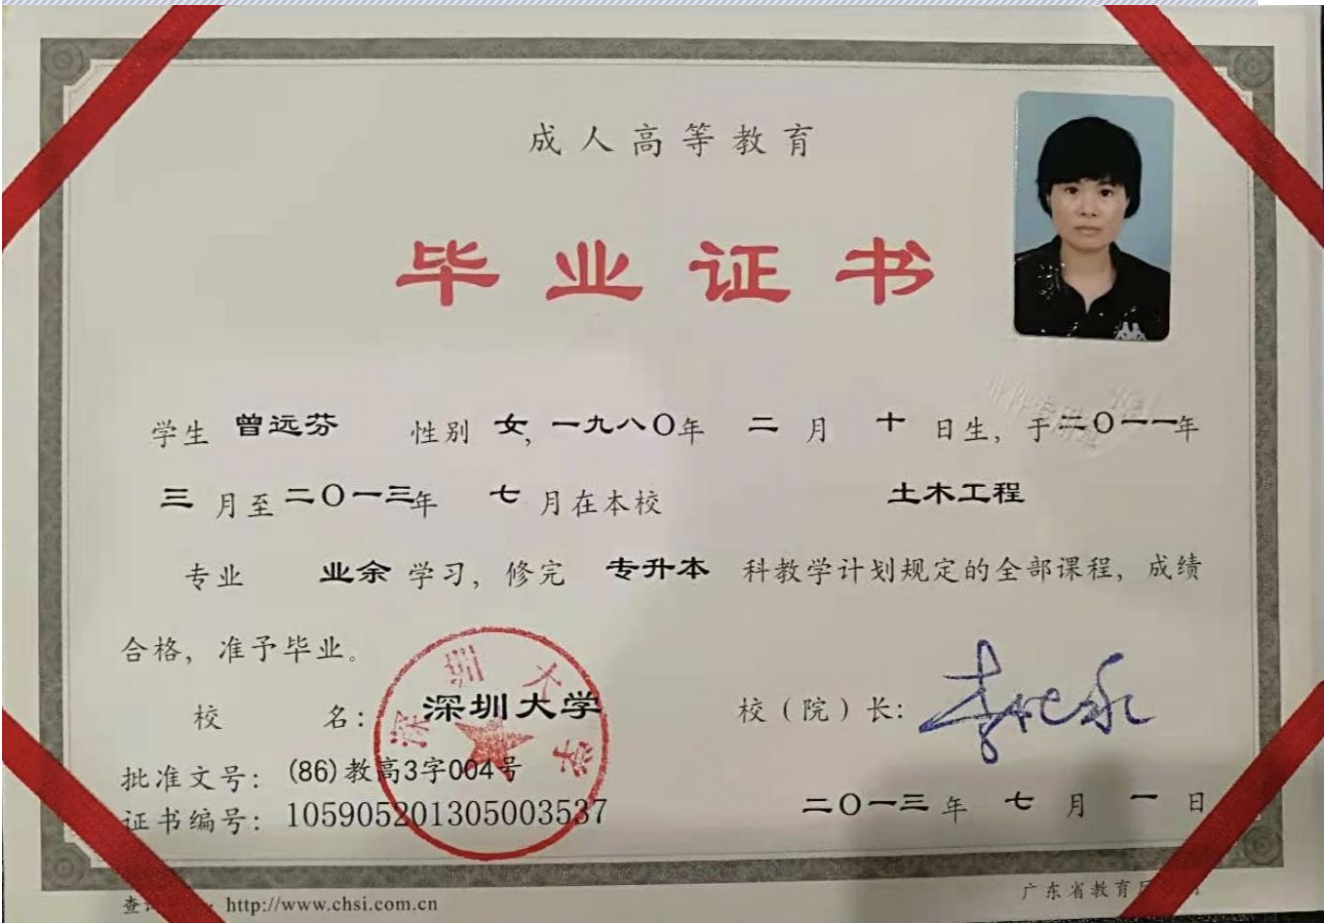 成人高等教育
毕业证书
学生 曾远芬 性别 女, 一九八〇年 二 月 十 日生, 于二〇一一年
三 月至二〇一三年 七 月在本校 土木工程
专业 业余 学习, 修完 专升本 科教学计划规定的全部课程, 成绩
合格, 准予毕业。
校 名: 深圳大学 校（院）长:
深圳大学
批准文号: (86)教高3字004号
证书编号: 105905201305003537 二〇一三年 七 月 一 日
http://www.chsi.com.cn 广东省教育厅